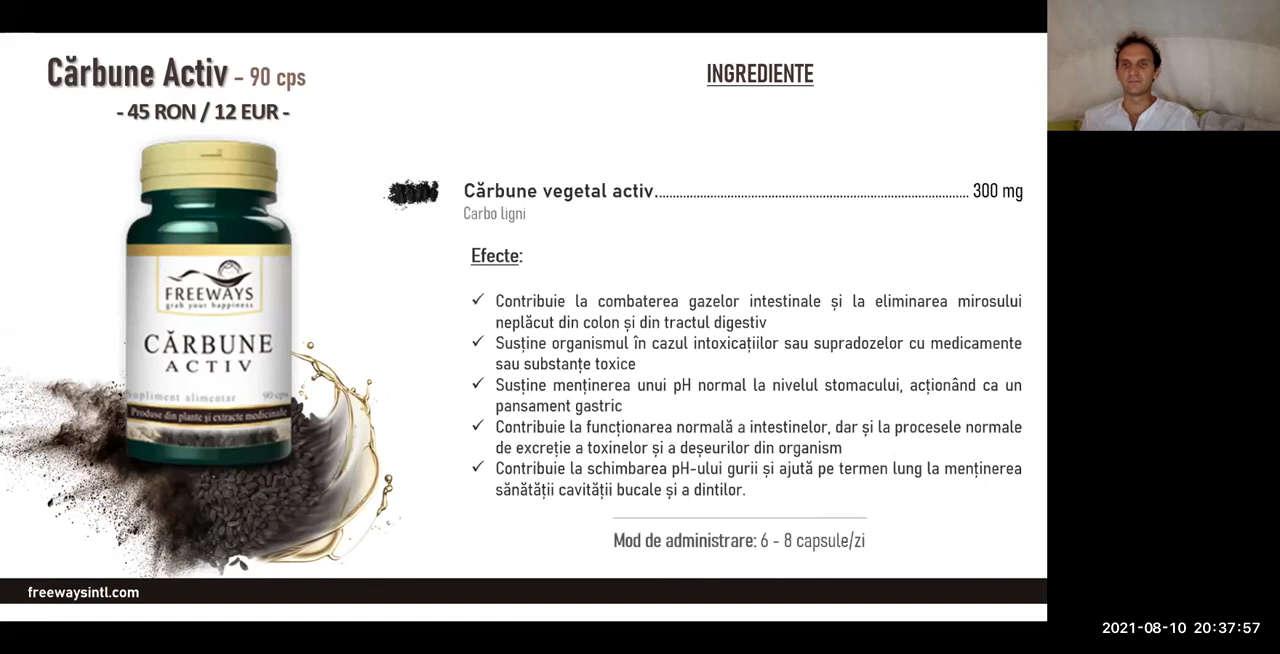 Cărbune Activ - 90 cps
- 45 RON / 12 EUR -
FREEWAYS
grab your happiness
CĂRBUNE
ACTIV
Supliment alimentar 90 cps
Produse din plante și extracte medicinale
INGREDIENTE
Cărbune vegetal activ............................................................................................................ 300 mg
Carbo ligni
Efecte:
✓ Contribuie la combaterea gazelor intestinale și la eliminarea mirosului
neplăcut din colon și din tractul digestiv
✓ Susține organismul în cazul intoxicațiilor sau supradozelor cu medicamente
sau substanțe toxice
✓ Susține menținerea unui pH normal la nivelul stomacului, acționând ca un
pansament gastric
✓ Contribuie la funcționarea normală a intestinelor, dar și la procesele normale
de excreție a toxinelor și a deșeurilor din organism
✓ Contribuie la schimbarea pH-ului gurii și ajută pe termen lung la menținerea
sănătății cavității bucale și a dintilor.
Mod de administrare: 6 - 8 capsule/zi
freewaysintl.com
2021-08-10 20:37:57